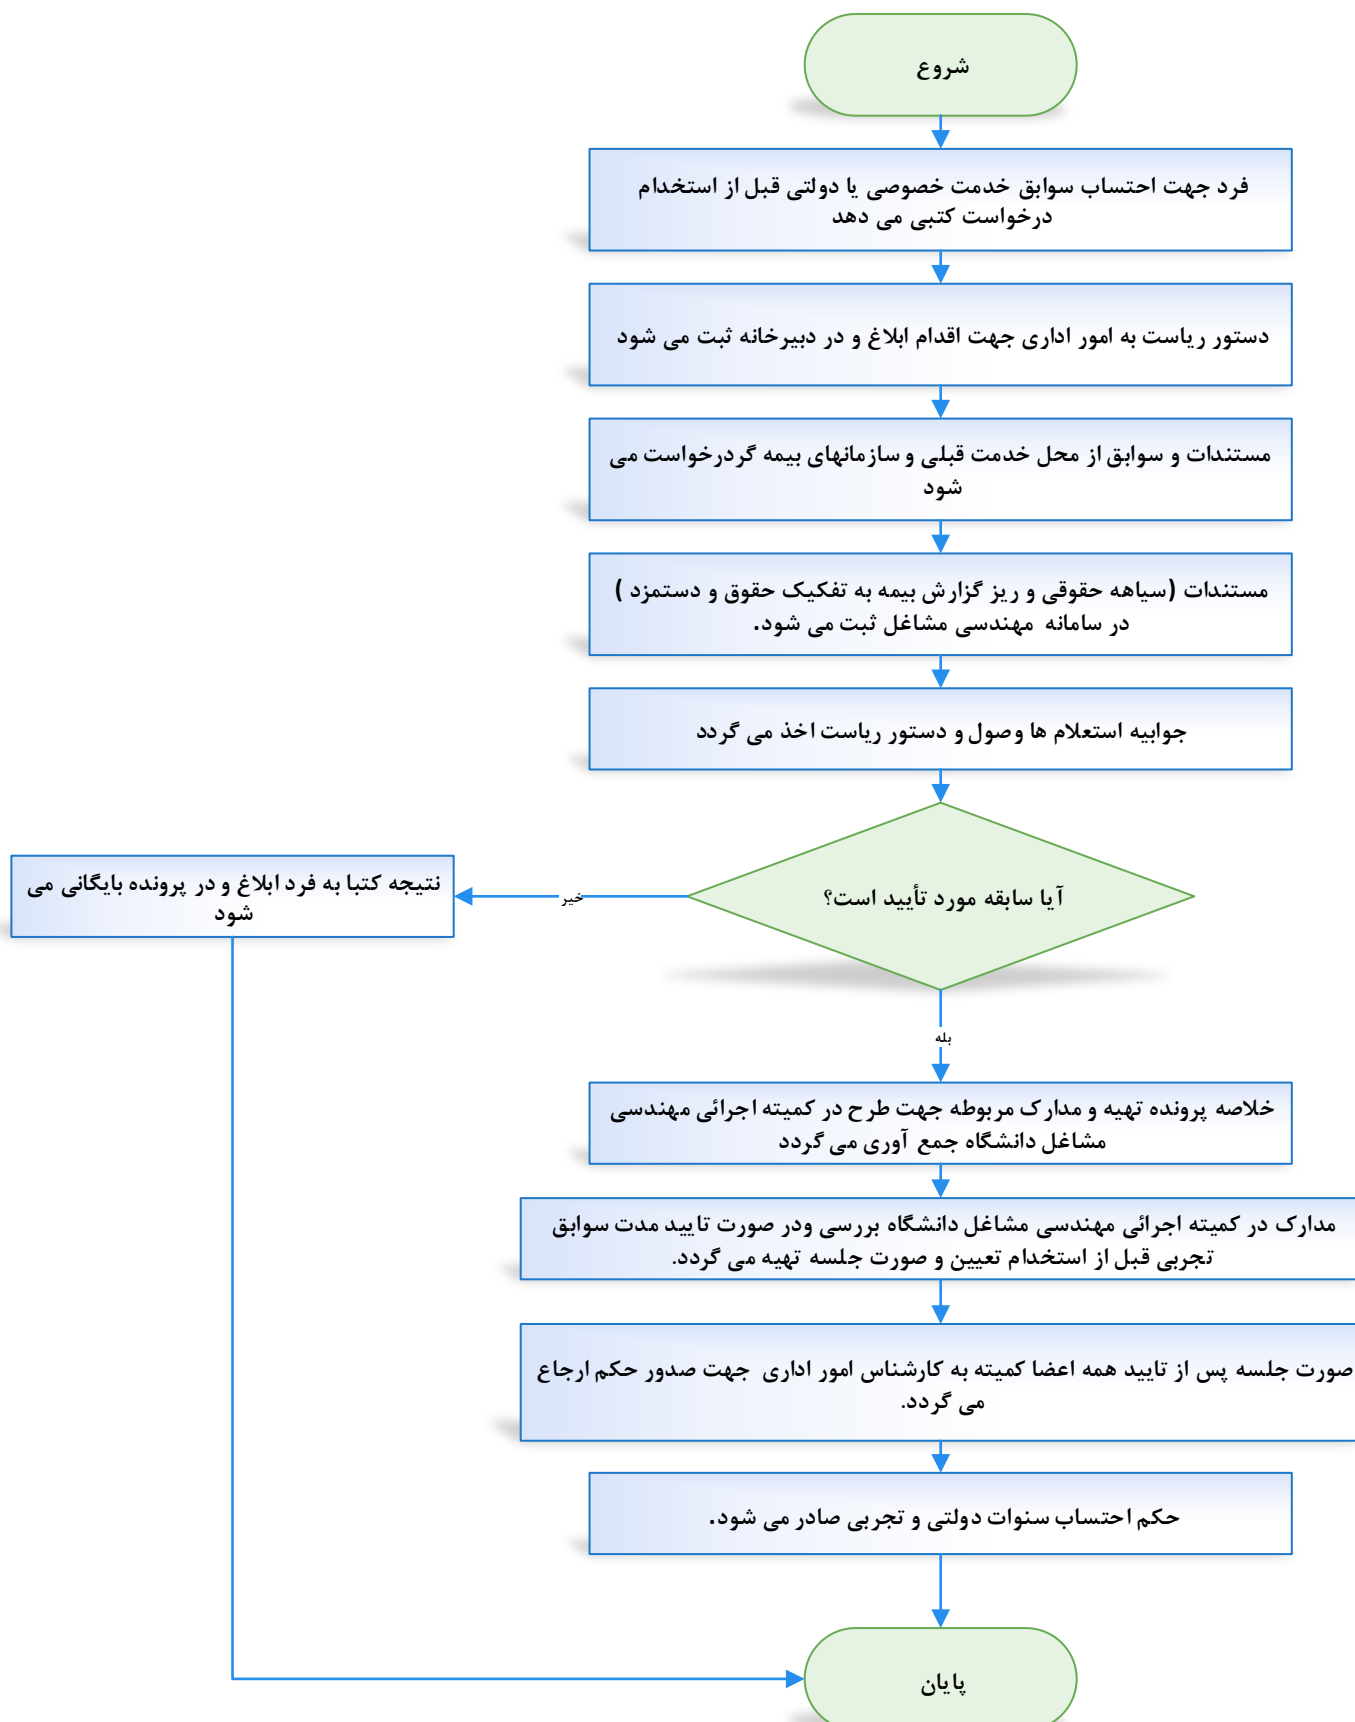 شروع
فرد جهت احتساب سوابق خدمت خصوصی یا دولتی قبل از استخدام
درخواست کتبی می دهد
دستور ریاست به امور اداری جهت اقدام ابلاغ و در دبیرخانه ثبت می شود
مستندات و سوابق از محل خدمت قبلی و سازمانهای بیمه گردرخواست می
شود
مستندات (سیاهه حقوقی و ریز گزارش بیمه به تفکیک حقوق و دستمزد )
در سامانه مهندسی مشاغل ثبت می شود.
جوابیه استعلام ها وصول و دستور ریاست اخذ می گردد
آیا سابقه مورد تأیید است؟
خیر
نتیجه کتبا به فرد ابلاغ و در پرونده بایگانی می
شود
بله
خلاصه پرونده تهیه و مدارک مربوطه جهت طرح در کمیته اجرائی مهندسی
مشاغل دانشگاه جمع آوری می گردد
مدارک در کمیته اجرائی مهندسی مشاغل دانشگاه بررسی ودر صورت تایید مدت سوابق
تجربی قبل از استخدام تعیین و صورت جلسه تهیه می گردد.
صورت جلسه پس از تایید همه اعضا کمیته به کارشناس امور اداری جهت صدور حکم ارجاع
می گردد.
حکم احتساب سنوات دولتی و تجربی صادر می شود.
پایان